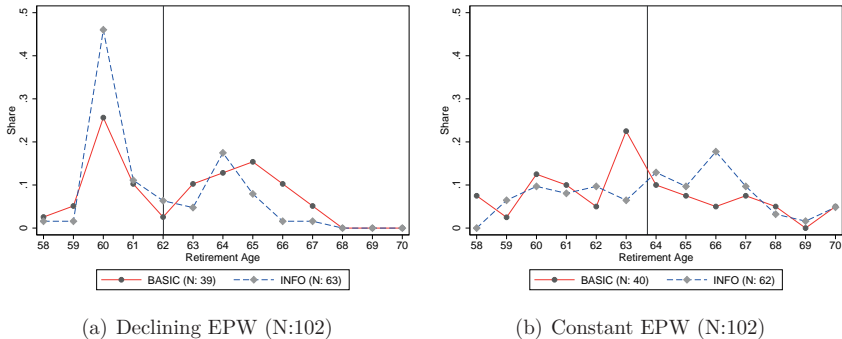 .5
.4
.3
.2
.1
0
Share
58 59 60 61 62 63 64 65 66 67 68 69 70
Retirement Age
BASIC (N: 39) INFO (N: 63)
(a) Declining EPW (N:102)
.5
.4
.3
.2
.1
0
Share
58 59 60 61 62 63 64 65 66 67 68 69 70
Retirement Age
BASIC (N: 40) INFO (N: 62)
(b) Constant EPW (N:102)